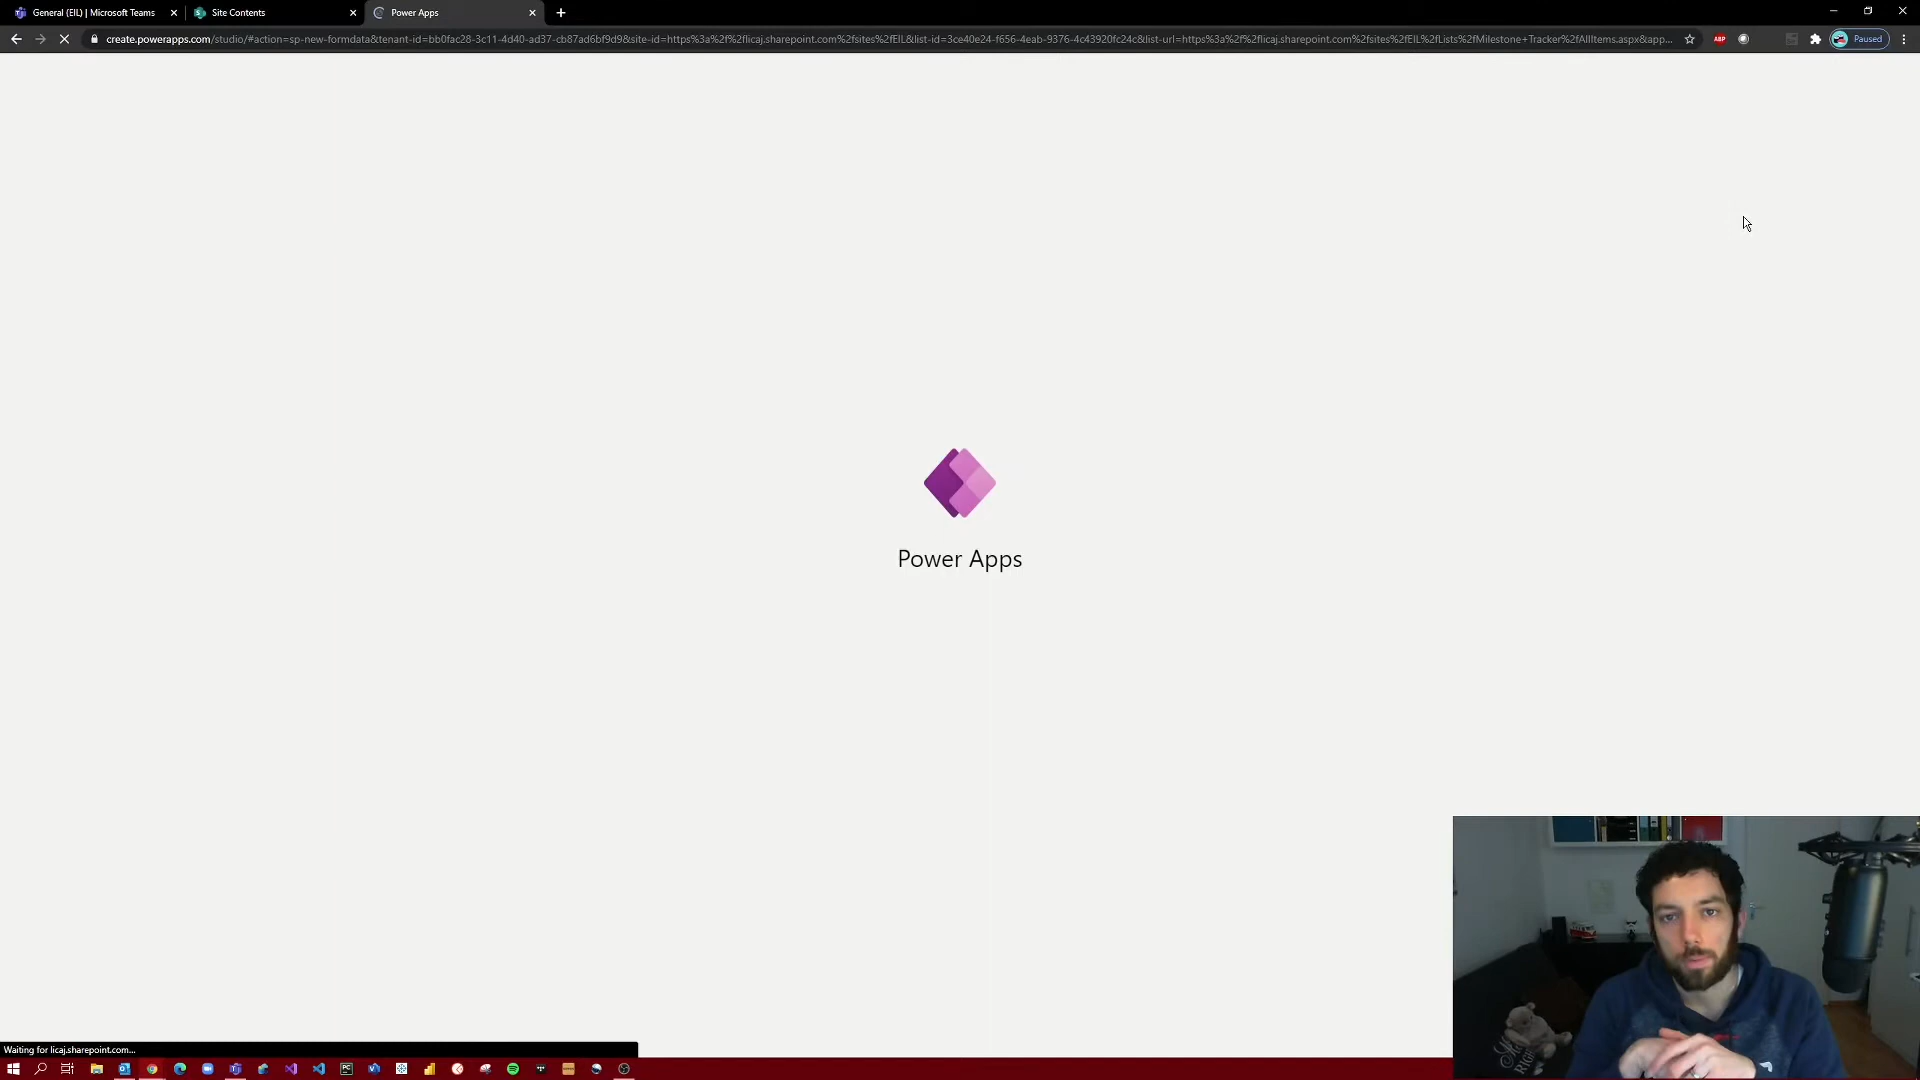 General (EIL) | Microsoft Teams
Site Contents
Power Apps
create.powerapps.com/studio/#action=sp-new-formdata&tenant-id=bb0fac28-3c11-4d40-ad37-cb87ad6bf9d9&site-id=https%3a%2f%2flicaj.sharepoint.com%2fsites%2fEIL&list-id=3ce40e24-f656-4eab-9376-4c43920fc24c&list-url=https%3a%2f%2flicaj.sharepoint.com%2fsites%2fEIL%2fLists%2fMilestone+Tracker%2fAllItems.aspx&app...
ABP
Paused
Power Apps
Waiting for licaj.sharepoint.com...